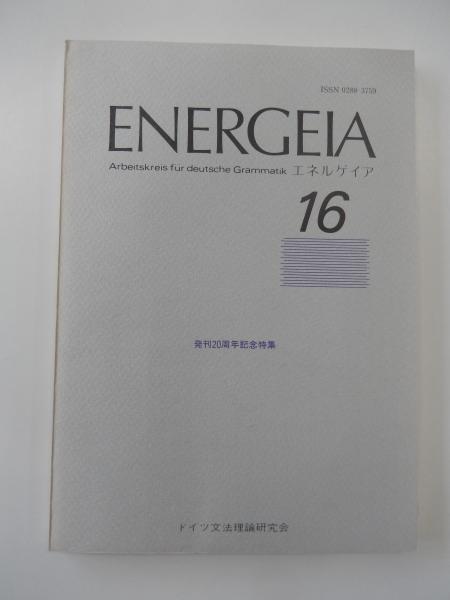 ISSN 0288-3759
ENERGEIA
Arbeitskreis für deutsche Grammatik エネルゲイア
16
発刊20周年記念特集
ドイツ文法理論研究会